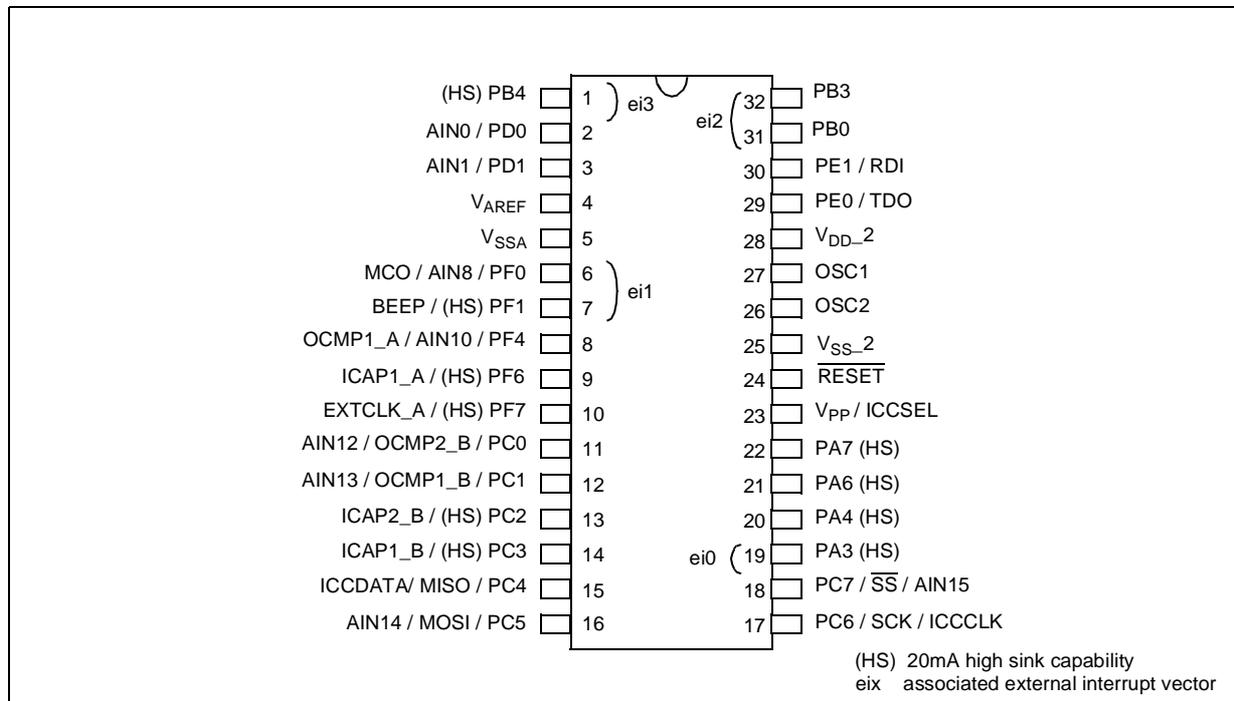 (HS) PB4 1 ei3 ei2 32 PB3
AIN0 / PD0 2 31 PB0
AIN1 / PD1 3 30 PE1 / RDI
VAREF 4 29 PE0 / TDO
VSSA 5 28 VDD_2
MCO / AIN8 / PF0 6 ei1 27 OSC1
BEEP / (HS) PF1 7 26 OSC2
OCMP1_A / AIN10 / PF4 8 25 VSS_2
ICAP1_A / (HS) PF6 9 24 RESET
EXTCLK_A / (HS) PF7 10 23 VPP / ICCSEL
AIN12 / OCMP2_B / PC0 11 22 PA7 (HS)
AIN13 / OCMP1_B / PC1 12 21 PA6 (HS)
ICAP2_B / (HS) PC2 13 20 PA4 (HS)
ICAP1_B / (HS) PC3 14 ei0 19 PA3 (HS)
ICCDATA/ MISO / PC4 15 18 PC7 / SS / AIN15
AIN14 / MOSI / PC5 16 17 PC6 / SCK / ICCCLK
(HS) 20mA high sink capability
eix associated external interrupt vector